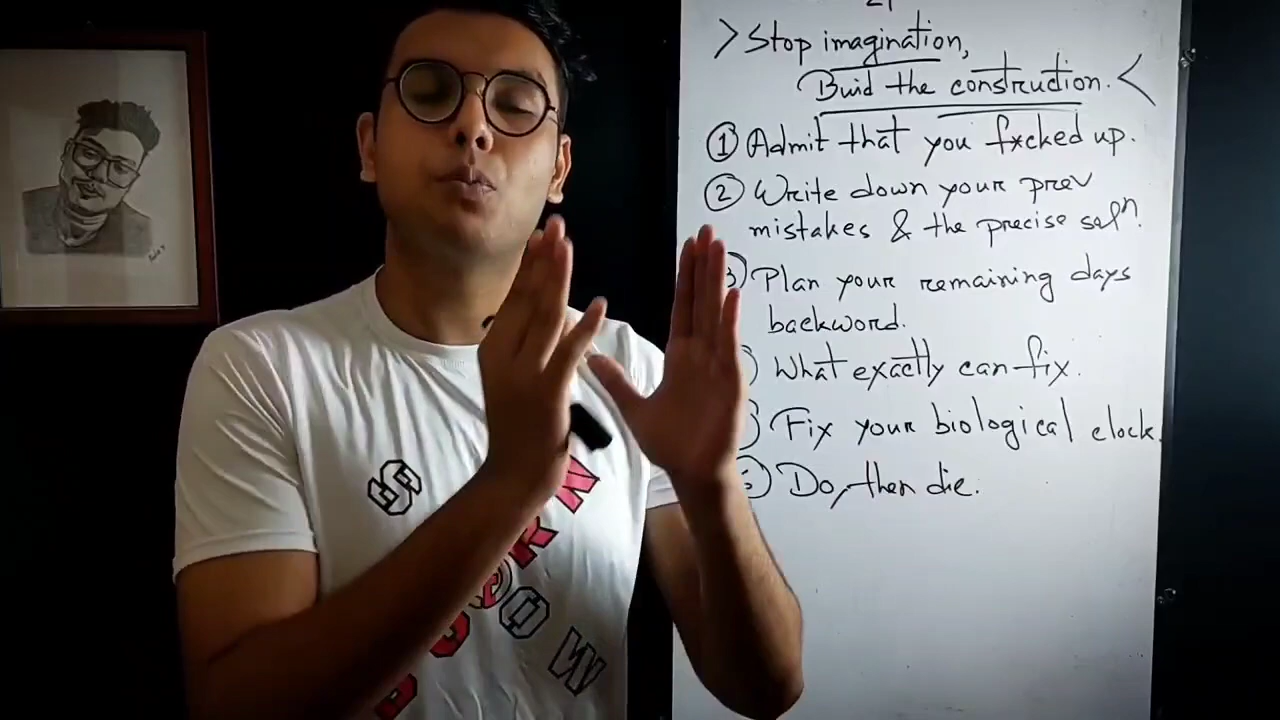 > Stop imagination,
Buid the construction. <
① Admit that you f*cked up.
② Write down your prev
mistakes & the precise solⁿ.
3) Plan your remaining days
backword.
) What exactly can fix.
) Fix your biological clock.
) Do, then die.